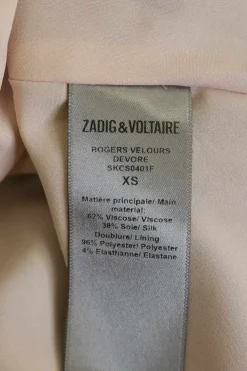 ZADIG & VOLTAIRE
ROGERS VELOURS
DEVORE
SKCS0401F
XS
Matière principale/ Main
material:
62% Viscose/ Viscose
38% Soie/ Silk
Doublure/ Lining
96% Polyester/ Polyester
4% Elasthanne/ Elastane